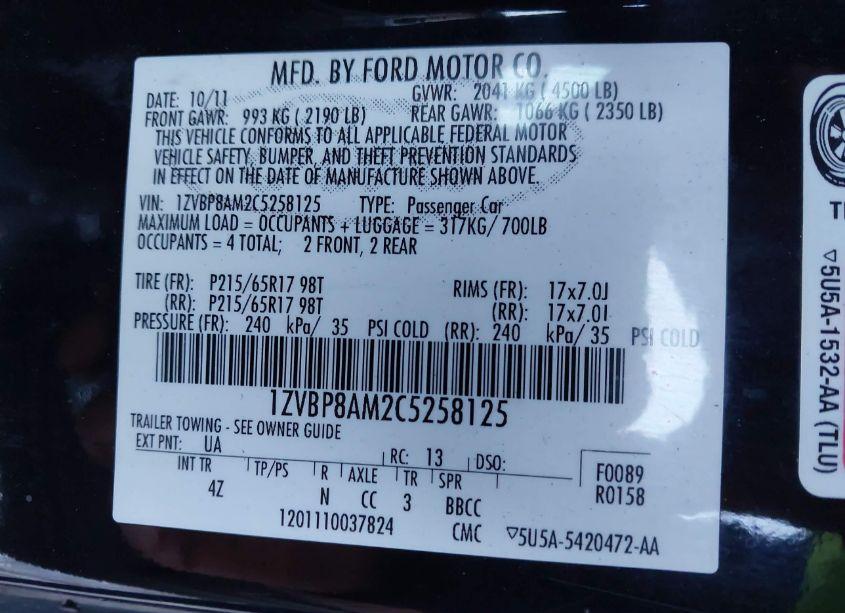 MFD. BY FORD MOTOR CO.
DATE: 10/11 GVWR: 2041 KG ( 4500 LB)
FRONT GAWR: 993 KG ( 2190 LB) REAR GAWR: 1066 KG ( 2350 LB)
THIS VEHICLE CONFORMS TO ALL APPLICABLE FEDERAL MOTOR
VEHICLE SAFETY, BUMPER, AND THEFT PREVENTION STANDARDS
IN EFFECT ON THE DATE OF MANUFACTURE SHOWN ABOVE.
VIN: 1ZVBP8AM2C5258125 TYPE: Passenger Car
MAXIMUM LOAD = OCCUPANTS + LUGGAGE = 317KG/ 700LB
OCCUPANTS = 4 TOTAL; 2 FRONT, 2 REAR
TIRE (FR): P215/65R17 98T RIMS (FR): 17x7.0J
(RR): P215/65R17 98T (RR): 17x7.0J
PRESSURE (FR): 240 kPa/ 35 PSI COLD (RR): 240 kPa/ 35 PSI COLD
1ZVBP8AM2C5258125
TRAILER TOWING - SEE OWNER GUIDE
EXT PNT: UA RC: 13 DSO:
INT TR TP/PS R AXLE TR SPR F0089
4Z N CC 3 BBCC R0158
1201110037824 CMC ▽5U5A-5420472-AA
▽5U5A-1532-AA (TLU)